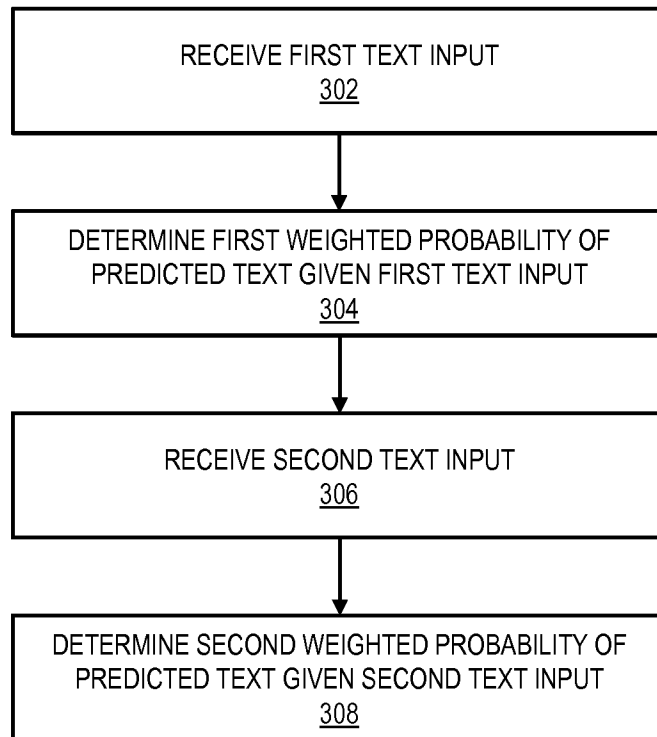 RECEIVE FIRST TEXT INPUT
302
DETERMINE FIRST WEIGHTED PROBABILITY OF
PREDICTED TEXT GIVEN FIRST TEXT INPUT
304
RECEIVE SECOND TEXT INPUT
306
DETERMINE SECOND WEIGHTED PROBABILITY OF
PREDICTED TEXT GIVEN SECOND TEXT INPUT
308